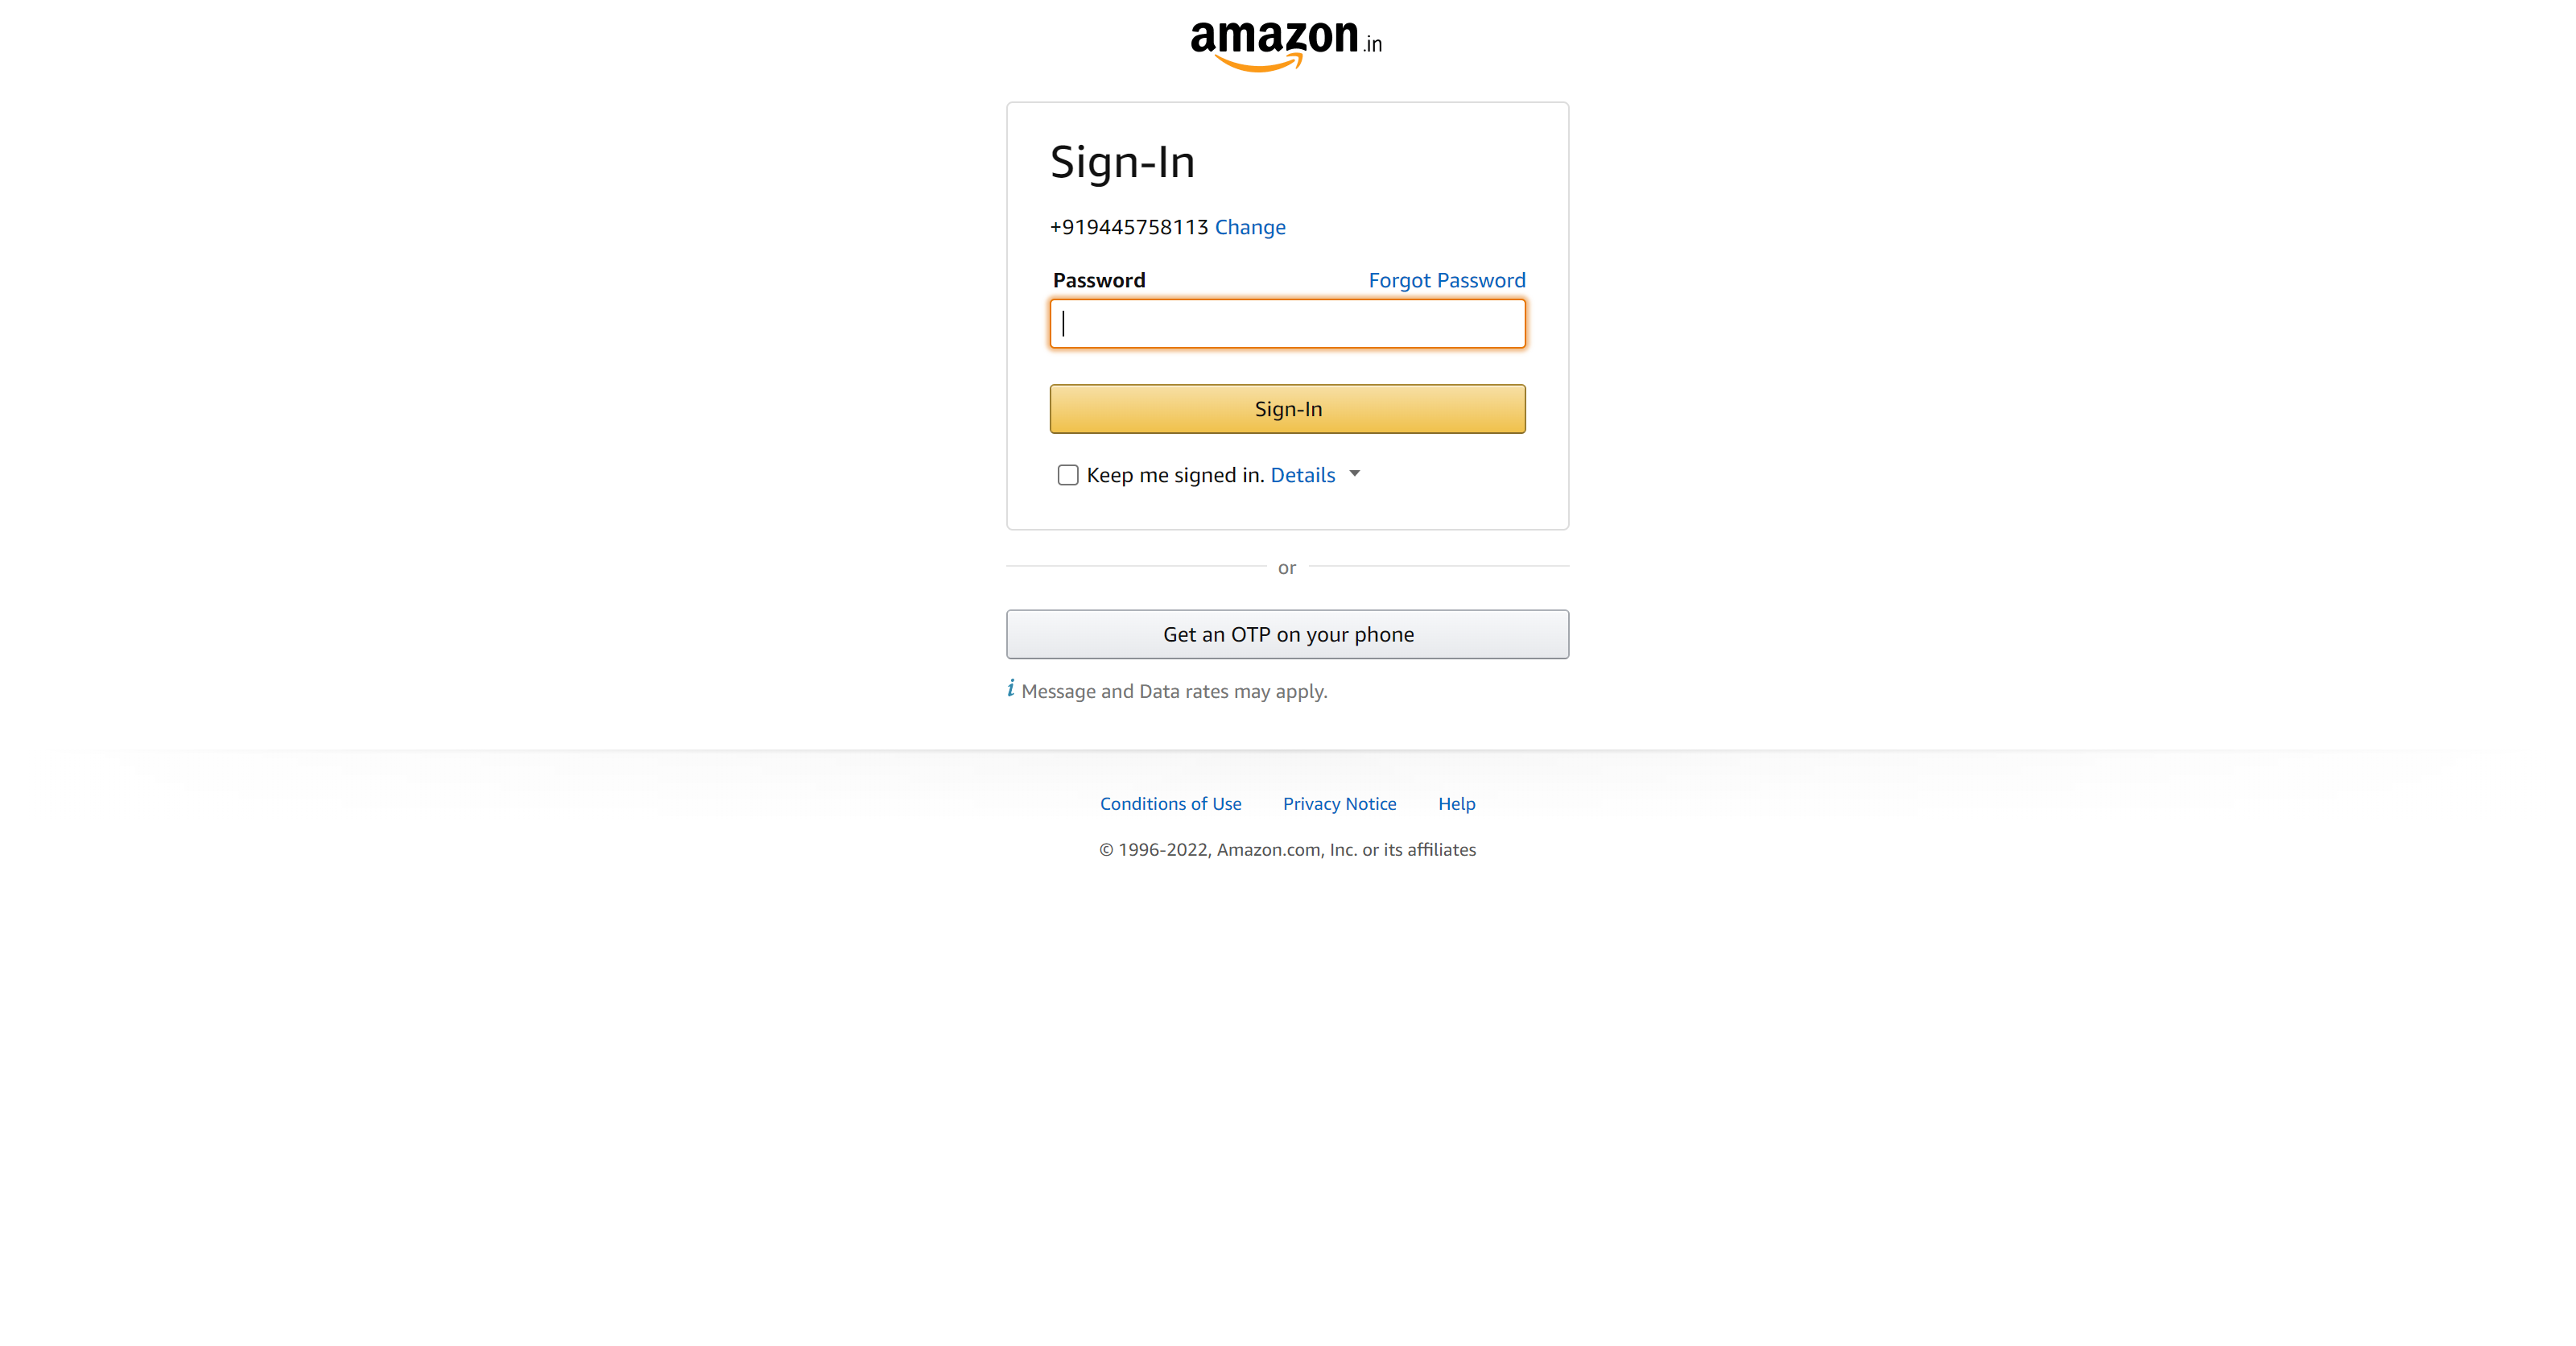 amazon.in
Sign-In
+919445758113 Change
Password Forgot Password
Sign-In
Keep me signed in. Details
or
Get an OTP on your phone
i Message and Data rates may apply.
Conditions of Use Privacy Notice Help
© 1996-2022, Amazon.com, Inc. or its affiliates